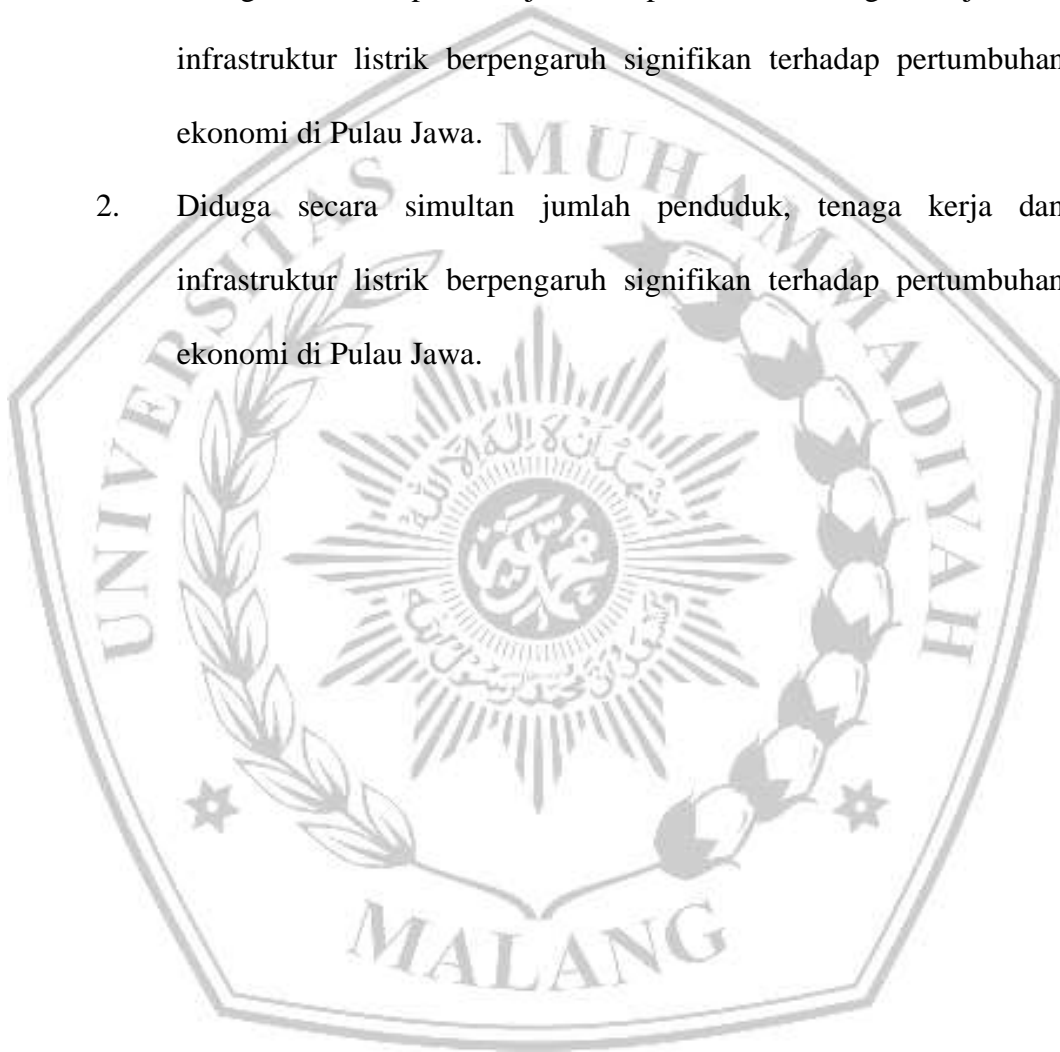 infrastruktur listrik berpengaruh signifikan terhadap pertumbuhan
ekonomi di Pulau Jawa.
2. Diduga secara simultan jumlah penduduk, tenaga kerja dan
infrastruktur listrik berpengaruh signifikan terhadap pertumbuhan
ekonomi di Pulau Jawa.
UNIVERSITAS MUHAMMADIYAH
MALANG